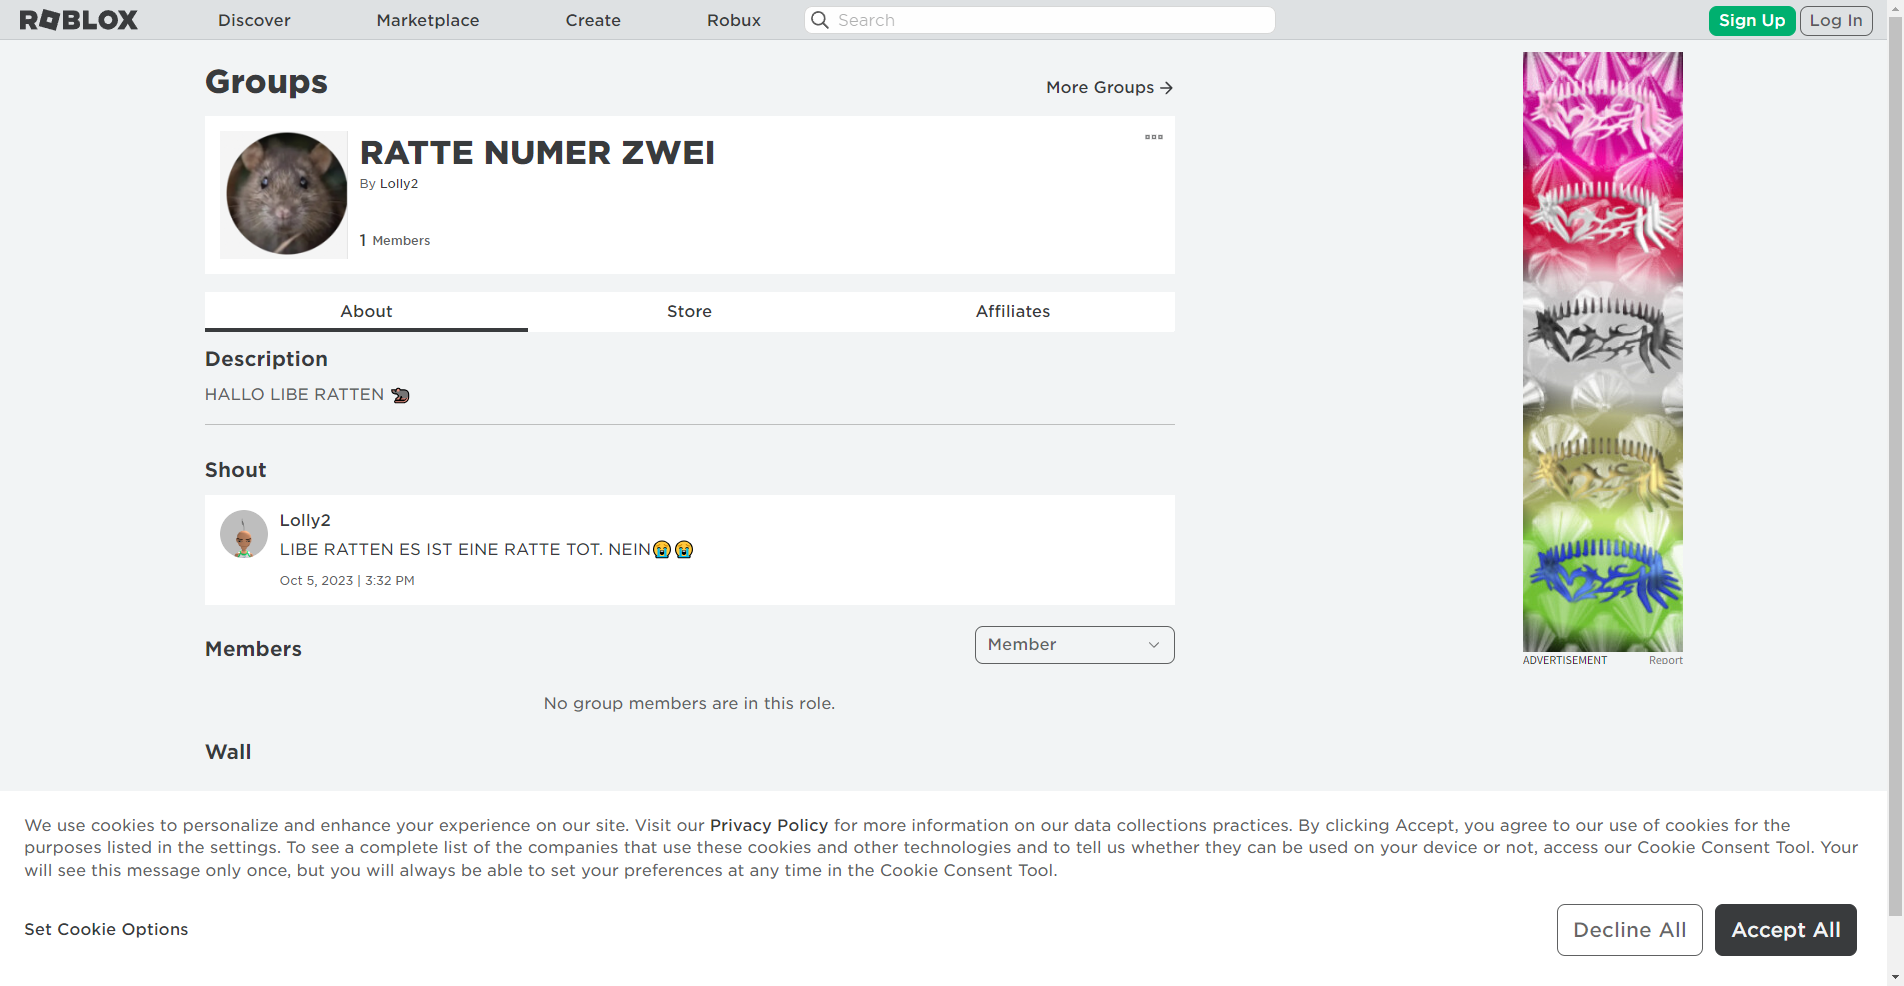 ROBLOX
Discover
Marketplace
Create
Robux
Search
Sign Up
Log In
Groups
More Groups →
RATTE NUMER ZWEI
By Lolly2
1 Members
About
Store
Affiliates
Description
HALLO LIBE RATTEN 🐀
Shout
Lolly2
LIBE RATTEN ES IST EINE RATTE TOT. NEIN😭😭
Oct 5, 2023 | 3:32 PM
Members
Member
No group members are in this role.
Wall
ADVERTISEMENT
Report
We use cookies to personalize and enhance your experience on our site. Visit our Privacy Policy for more information on our data collections practices. By clicking Accept, you agree to our use of cookies for the
purposes listed in the settings. To see a complete list of the companies that use these cookies and other technologies and to tell us whether they can be used on your device or not, access our Cookie Consent Tool. Your
will see this message only once, but you will always be able to set your preferences at any time in the Cookie Consent Tool.
Set Cookie Options
Decline All
Accept All